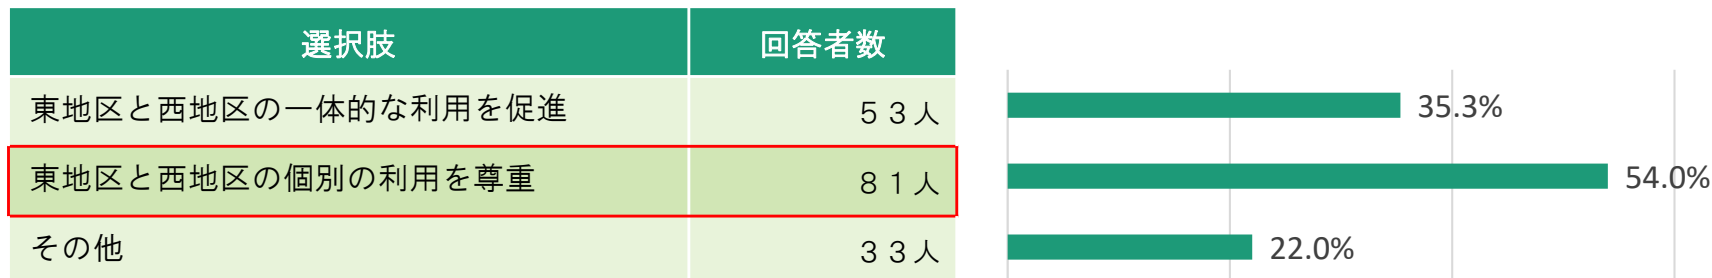 選択肢 回答者数
東地区と西地区の一体的な利用を促進 ５３人 35.3%
東地区と西地区の個別の利用を尊重 ８１人 54.0%
その他 ３３人 22.0%